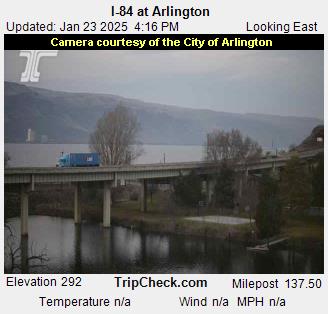 I-84 at Arlington
Updated: Jan 23 2025 4:16 PM Looking East
Camera courtesy of the City of Arlington
Elevation 292 TripCheck.com Milepost 137.50
Temperature n/a Wind n/a MPH n/a